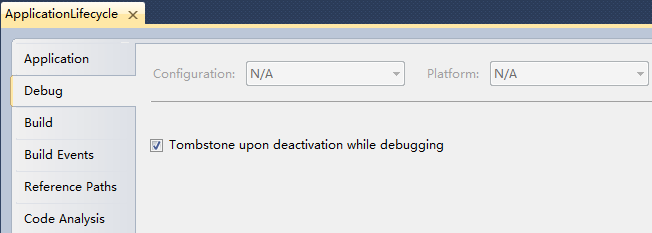 ApplicationLifecycle
Application
Configuration: N/A Platform: N/A
Debug
Build
Tombstone upon deactivation while debugging
Build Events
Reference Paths
Code Analysis